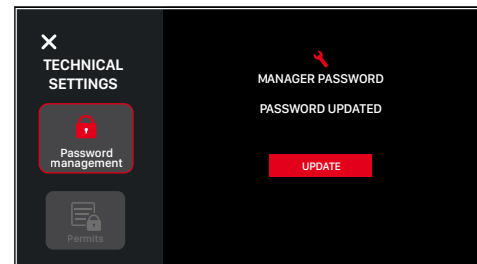 TECHNICAL
SETTINGS
Password
management
Permits
MANAGER PASSWORD
PASSWORD UPDATED
UPDATE